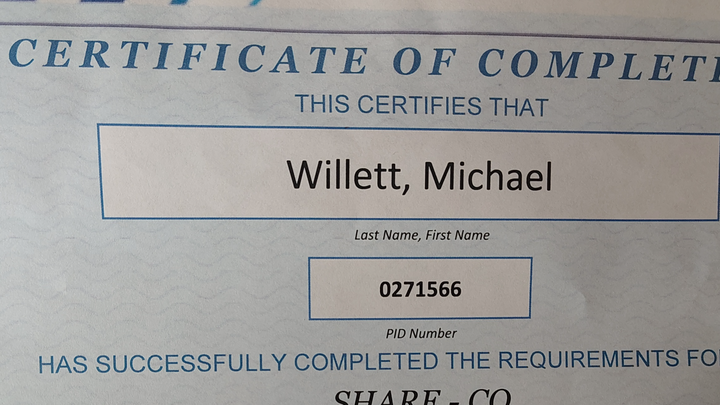 CERTIFICATE OF COMPLETI
THIS CERTIFIES THAT
Willett, Michael
Last Name, First Name
0271566
PID Number
HAS SUCCESSFULLY COMPLETED THE REQUIREMENTS FO
SHARE - CO